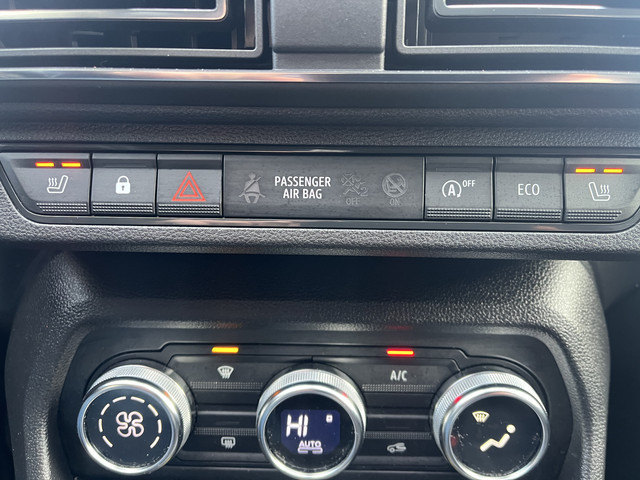 PASSENGER
AIR BAG
OFF
ON
OFF
ECO
A/C
HI
AUTO